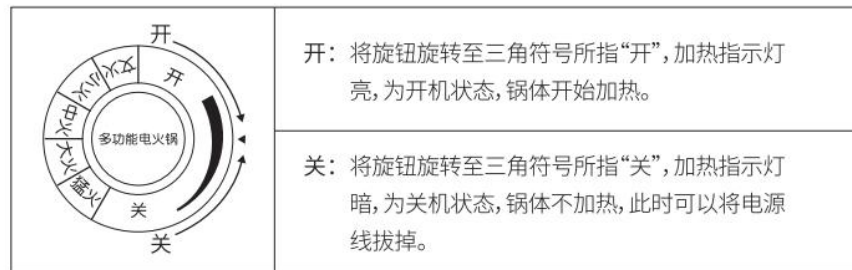 开
开
文火
小火
中火
大火
猛火
关
多功能电火锅
关
开：将旋钮旋转至三角符号所指“开”，加热指示灯
亮，为开机状态，锅体开始加热。
关：将旋钮旋转至三角符号所指“关”，加热指示灯
暗，为关机状态，锅体不加热，此时可以将电源
线拔掉。